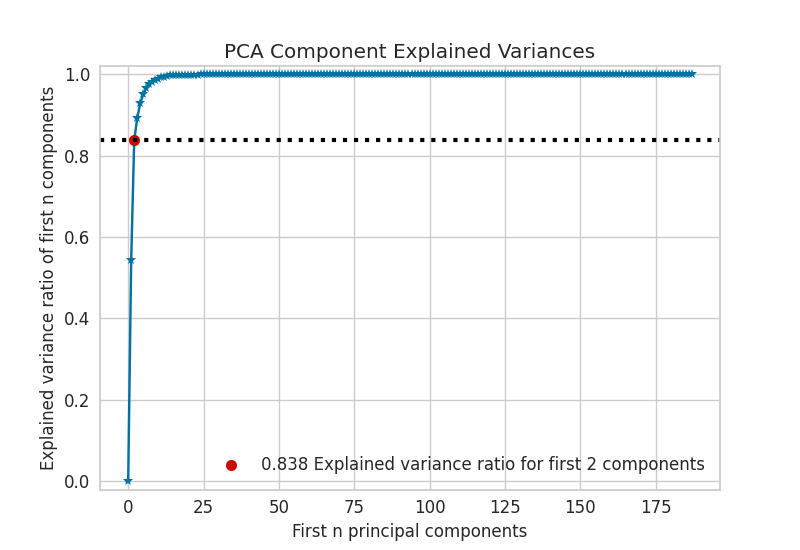 PCA Component Explained Variances
Explained variance ratio of first n components
1.0
0.8
0.6
0.4
0.2
0.0
0.838 Explained variance ratio for first 2 components
0 25 50 75 100 125 150 175
First n principal components